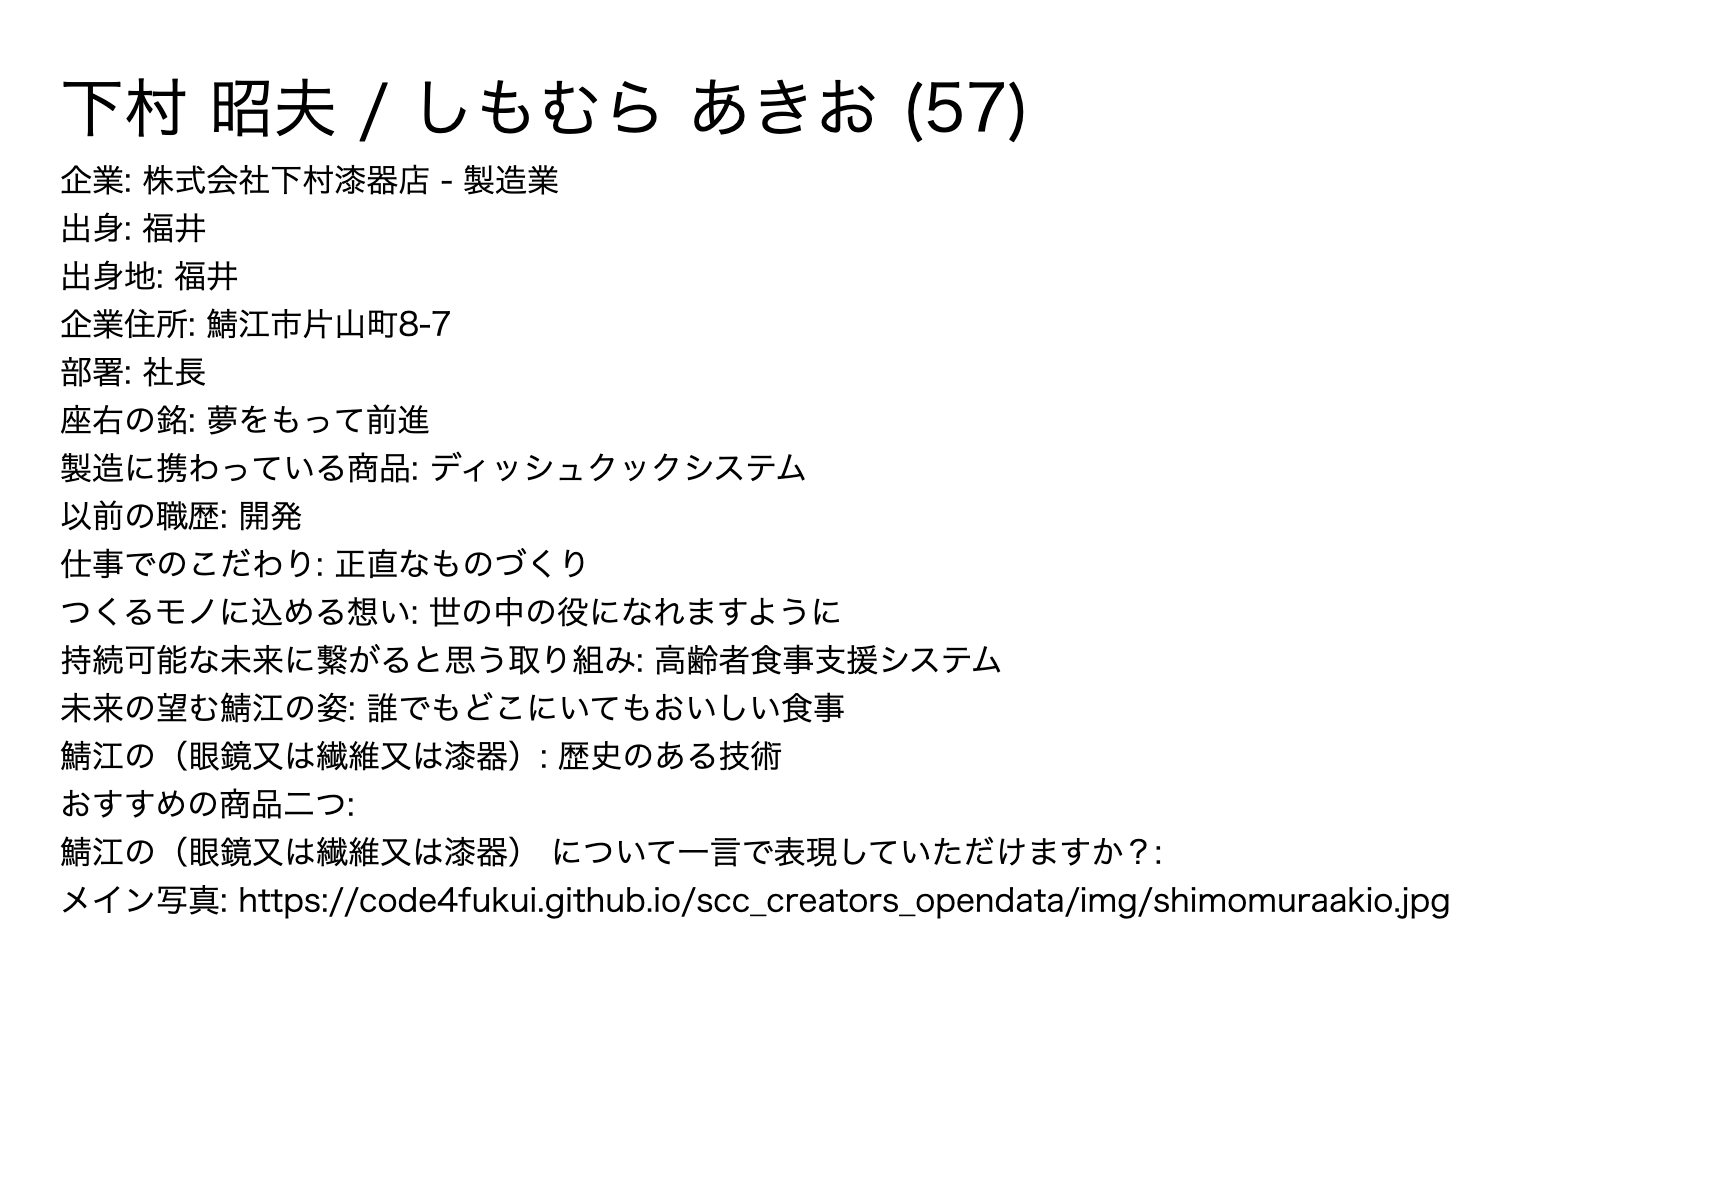 下村 昭夫 / しもむら あきお (57)
企業: 株式会社下村漆器店 - 製造業
出身: 福井
出身地: 福井
企業住所: 鯖江市片山町8-7
部署: 社長
座右の銘: 夢をもって前進
製造に携わっている商品: ディッシュクックシステム
以前の職歴: 開発
仕事でのこだわり: 正直なものづくり
つくるモノに込める想い: 世の中の役になれますように
持続可能な未来に繋がると思う取り組み: 高齢者食事支援システム
未来の望む鯖江の姿: 誰でもどこにいてもおいしい食事
鯖江の（眼鏡又は繊維又は漆器）: 歴史のある技術
おすすめの商品二つ:
鯖江の（眼鏡又は繊維又は漆器） について一言で表現していただけますか？:
メイン写真: https://code4fukui.github.io/scc_creators_opendata/img/shimomuraakio.jpg